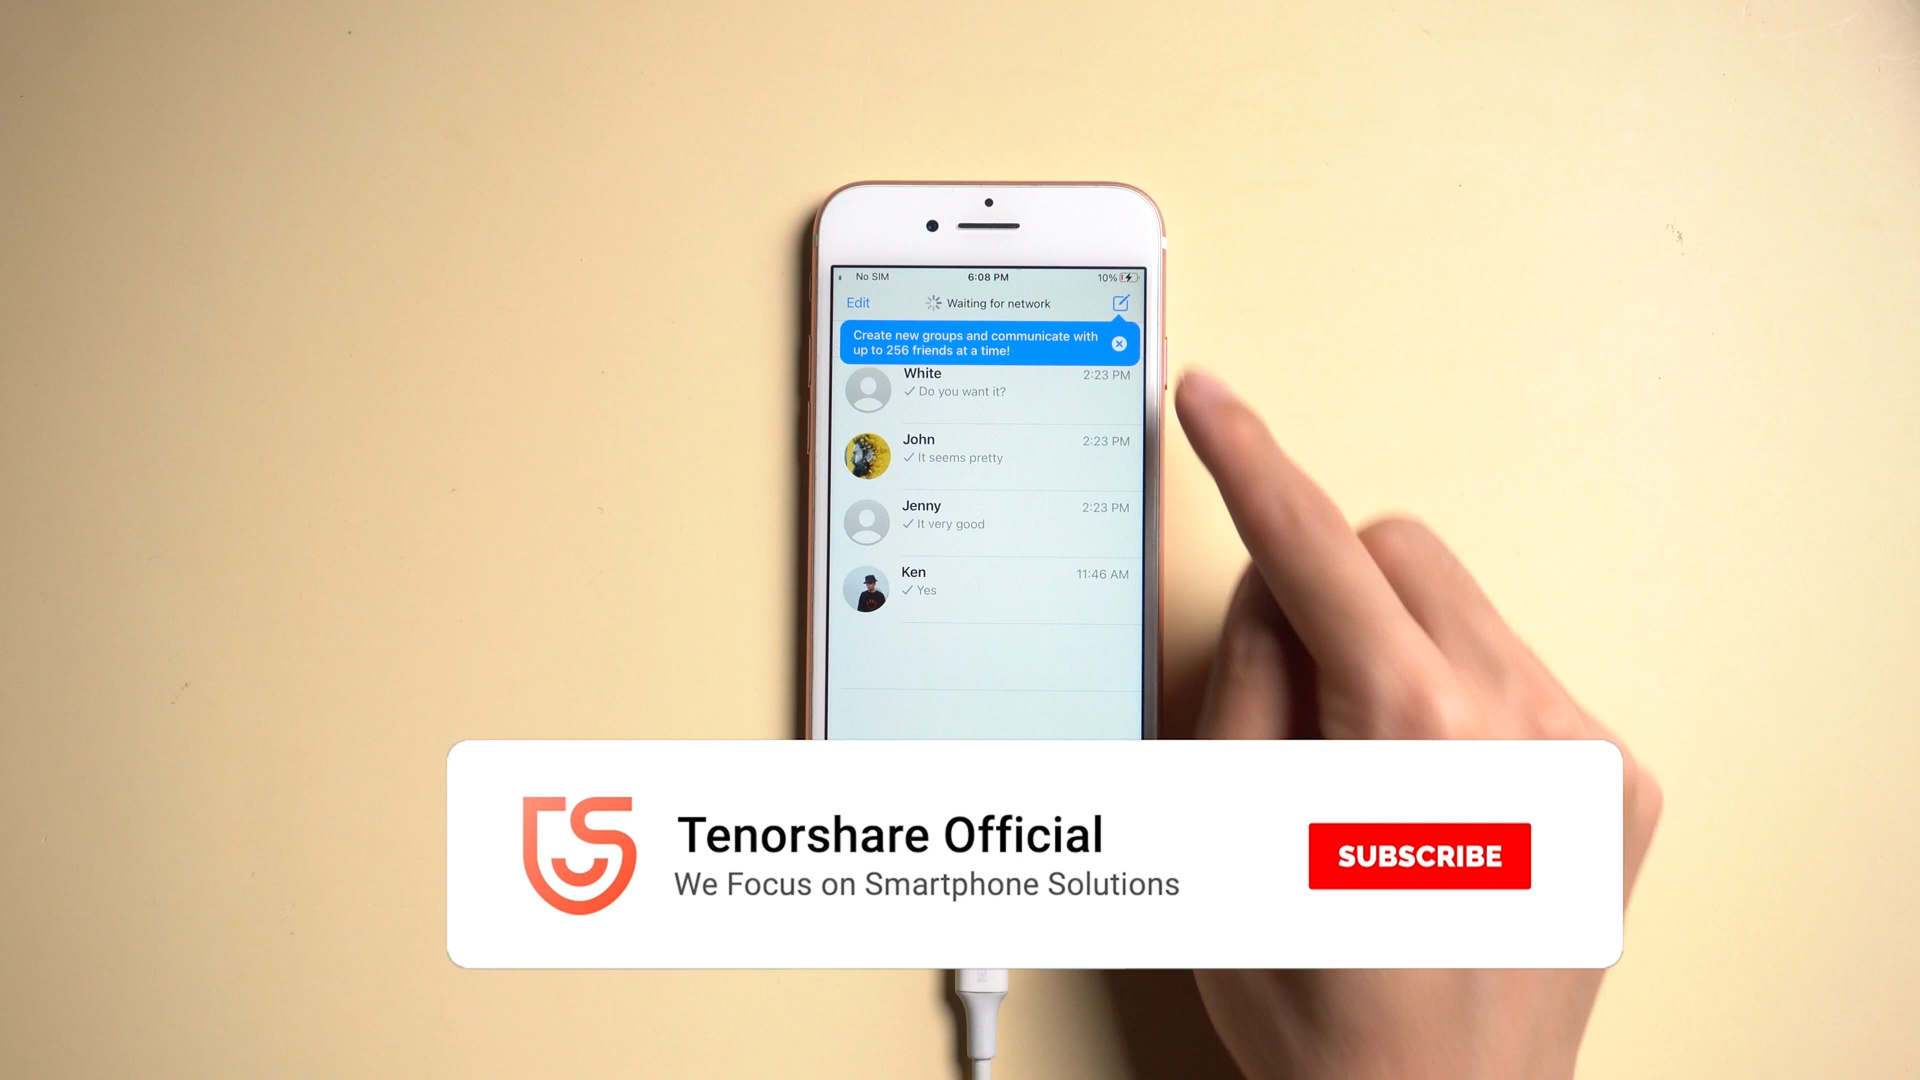 No SIM 6:08 PM 10%
Edit Waiting for network
Create new groups and communicate with
up to 256 friends at a time!
White 2:23 PM
Do you want it?
John 2:23 PM
It seems pretty
Jenny 2:23 PM
It very good
Ken 11:46 AM
Yes
Tenorshare Official
We Focus on Smartphone Solutions
SUBSCRIBE